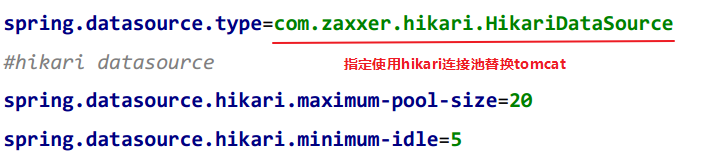 spring.datasource.type=com.zaxxer.hikari.HikariDataSource
#hikari datasource 指定使用hikari连接池替换tomcat
spring.datasource.hikari.maximum-pool-size=20
spring.datasource.hikari.minimum-idle=5